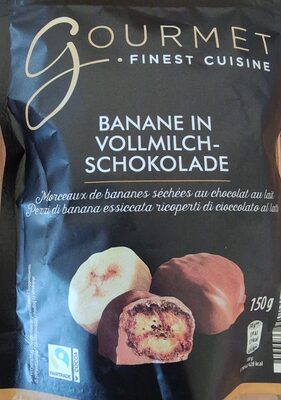 GOURMET
FINEST CUISINE
BANANE IN
VOLLMILCH-
SCHOKOLADE
Morceaux de bananes séchées au chocolat au lait
Pezzi di banana essiccata ricoperti di cioccolato al latte
150g
FAIRTRADE
COCOA